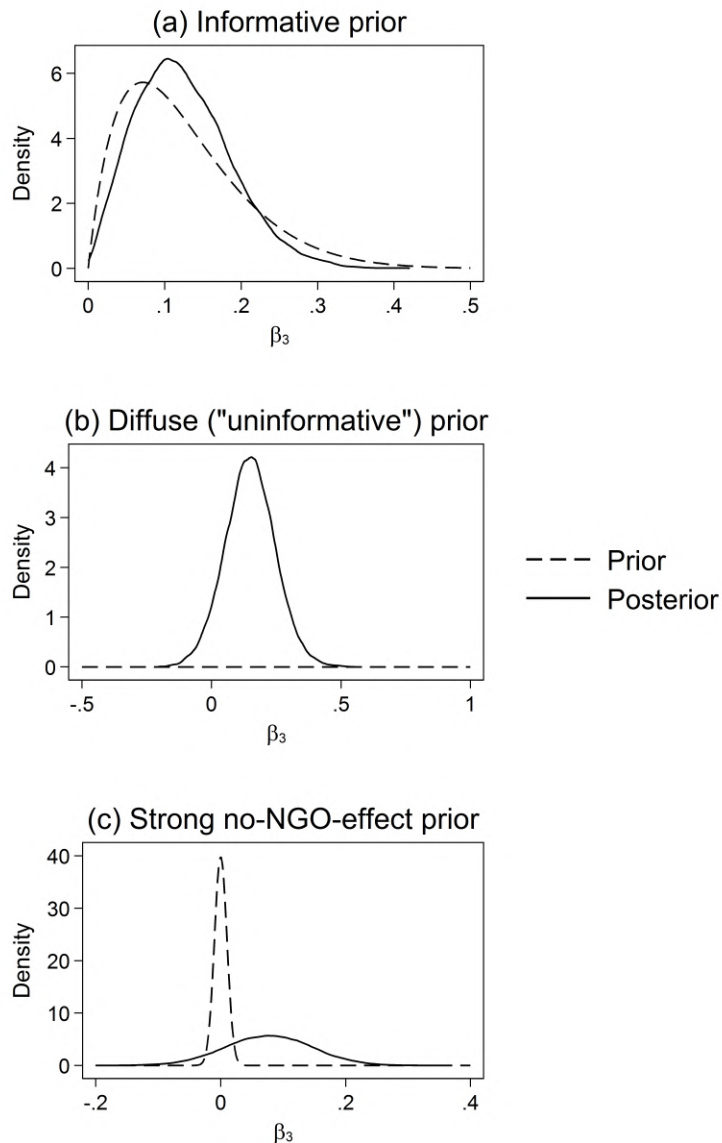 (a) Informative prior
6
4
2
0
Density
0 .1 .2 .3 .4 .5
β₃
(b) Diffuse ("uninformative") prior
4
3
2
1
0
Density
-.5 0 .5 1
β₃
Prior
Posterior
(c) Strong no-NGO-effect prior
40
30
20
10
0
Density
-.2 0 .2 .4
β₃